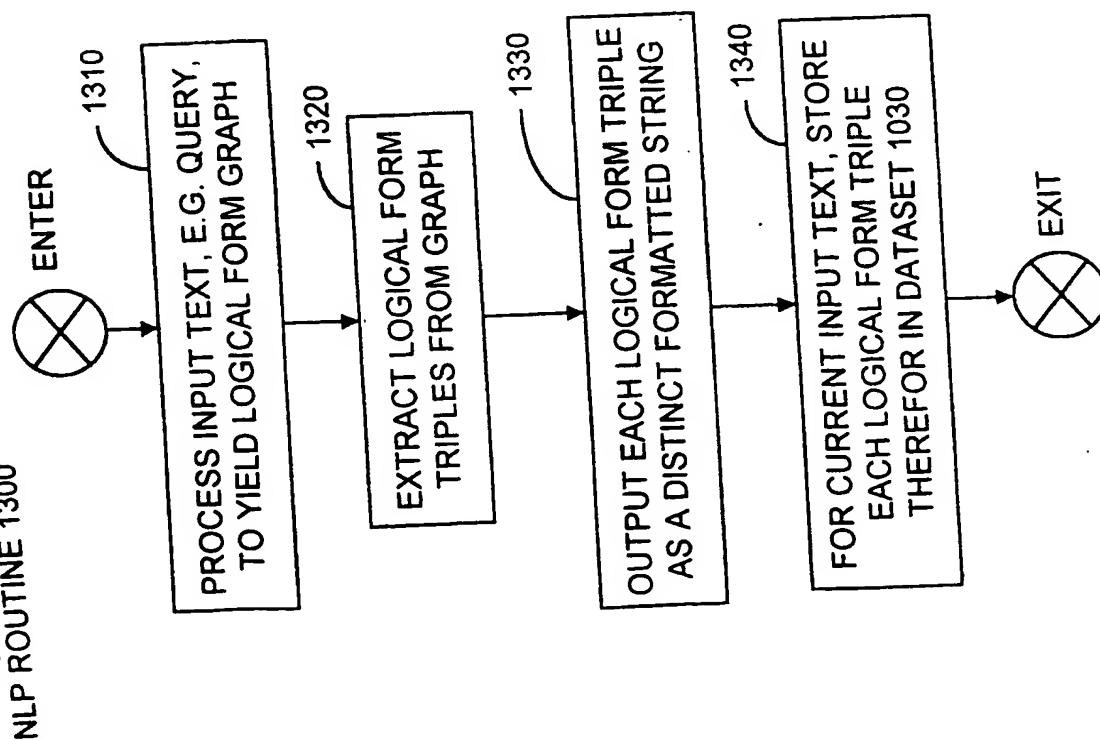 NLP ROUTINE 1300
ENTER
1310
PROCESS INPUT TEXT, E.G. QUERY,
TO YIELD LOGICAL FORM GRAPH
1320
EXTRACT LOGICAL FORM
TRIPLES FROM GRAPH
1330
OUTPUT EACH LOGICAL FORM TRIPLE
AS A DISTINCT FORMATTED STRING
1340
FOR CURRENT INPUT TEXT, STORE
EACH LOGICAL FORM TRIPLE
THEREFOR IN DATASET 1030
EXIT